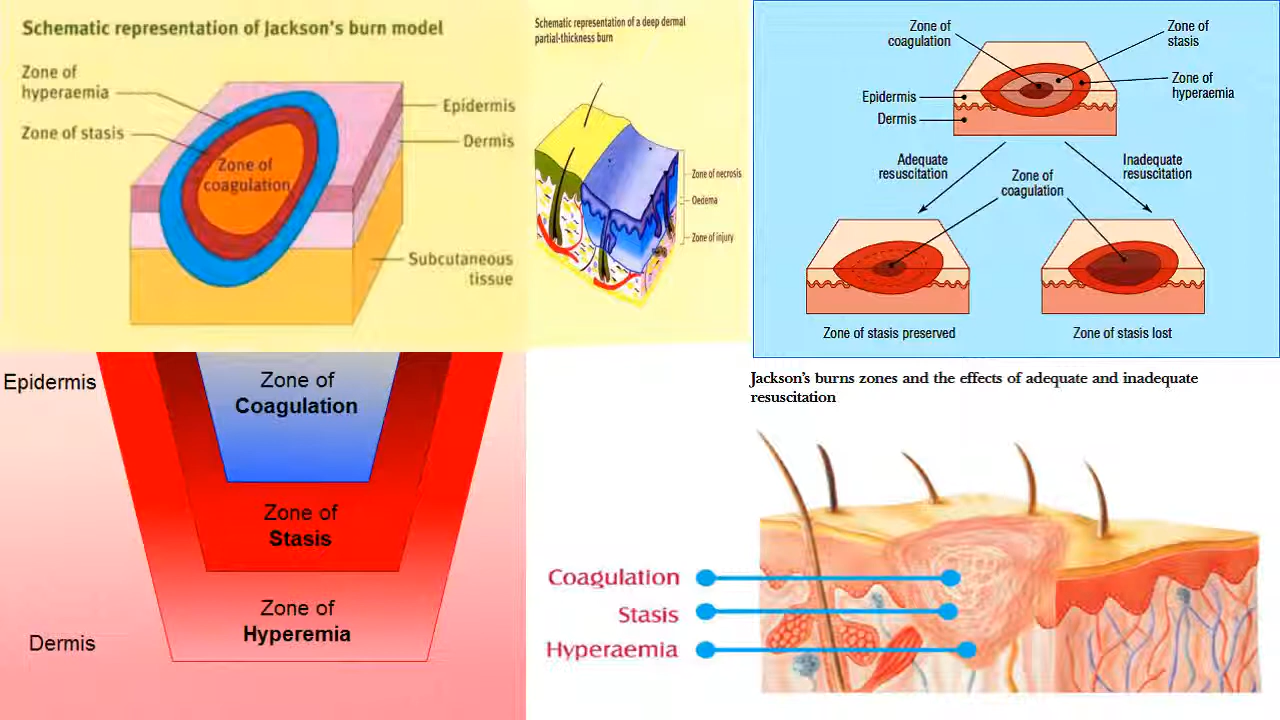 Schematic representation of Jackson's burn model
Zone of
hyperaemia
Zone of stasis
Zone of
coagulation
Epidermis
Dermis
Subcutaneous
tissue
Schematic representation of a deep dermal
partial-thickness burn
Zone of necrosis
Oedema
Zone of injury
Zone of
coagulation
Zone of
stasis
Zone of
hyperaemia
Epidermis
Dermis
Adequate
resuscitation
Zone of
coagulation
Inadequate
resuscitation
Zone of stasis preserved
Zone of stasis lost
Jackson's burns zones and the effects of adequate and inadequate
resuscitation
Epidermis
Zone of
Coagulation
Zone of
Stasis
Zone of
Hyperemia
Dermis
Coagulation
Stasis
Hyperaemia